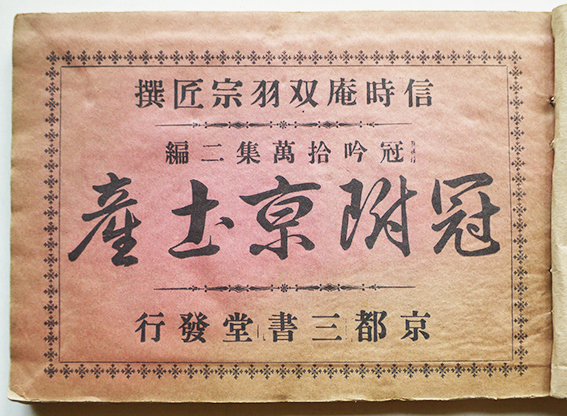 信時庵双羽宗匠撰
冠吟拾萬集二編
冠附京土産
京都三書堂發行